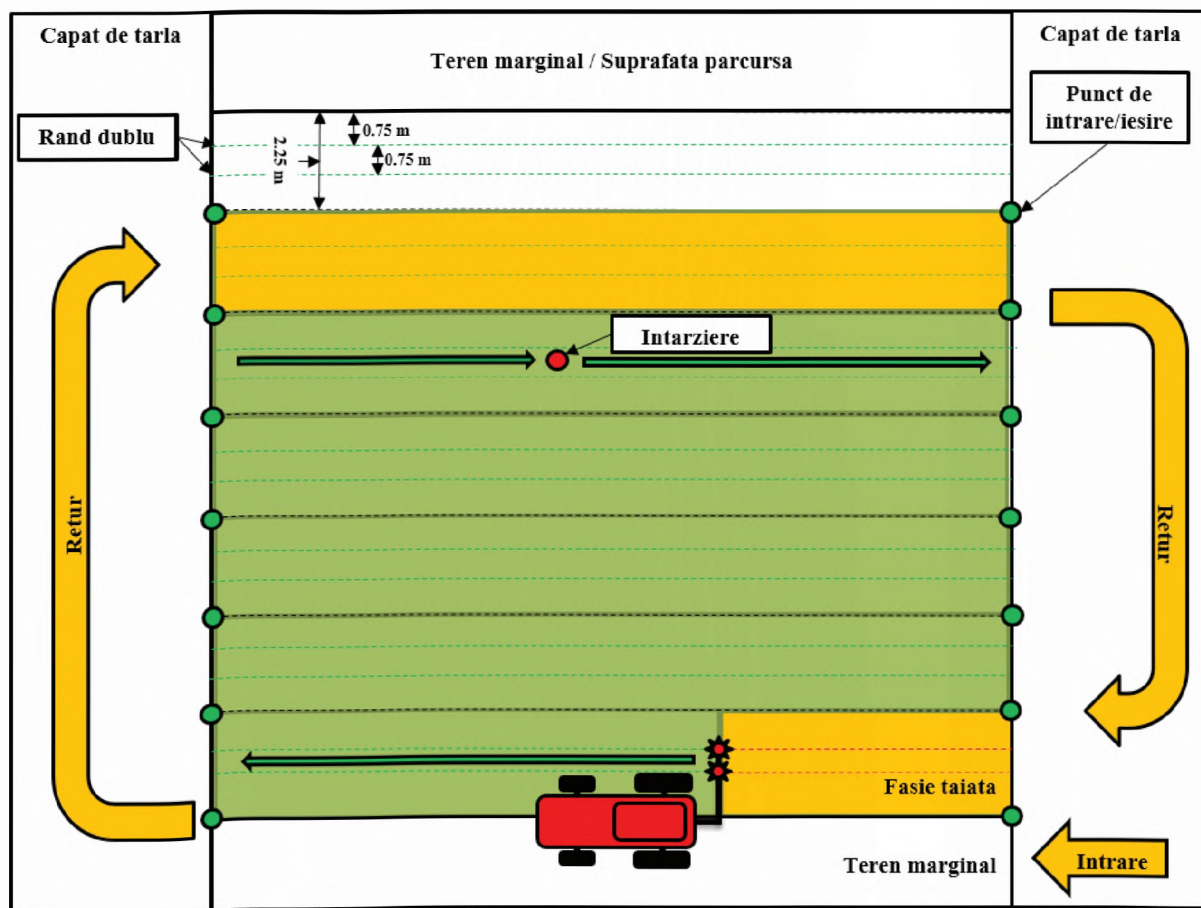 Capat de tarla
Teren marginal / Suprafata parcursa
Capat de tarla
Punct de
intrare/iesire
Rand dublu
0.75 m
2.25 m
0.75 m
Intarziere
Retur
Retur
Fasie taiata
Teren marginal
Intrare